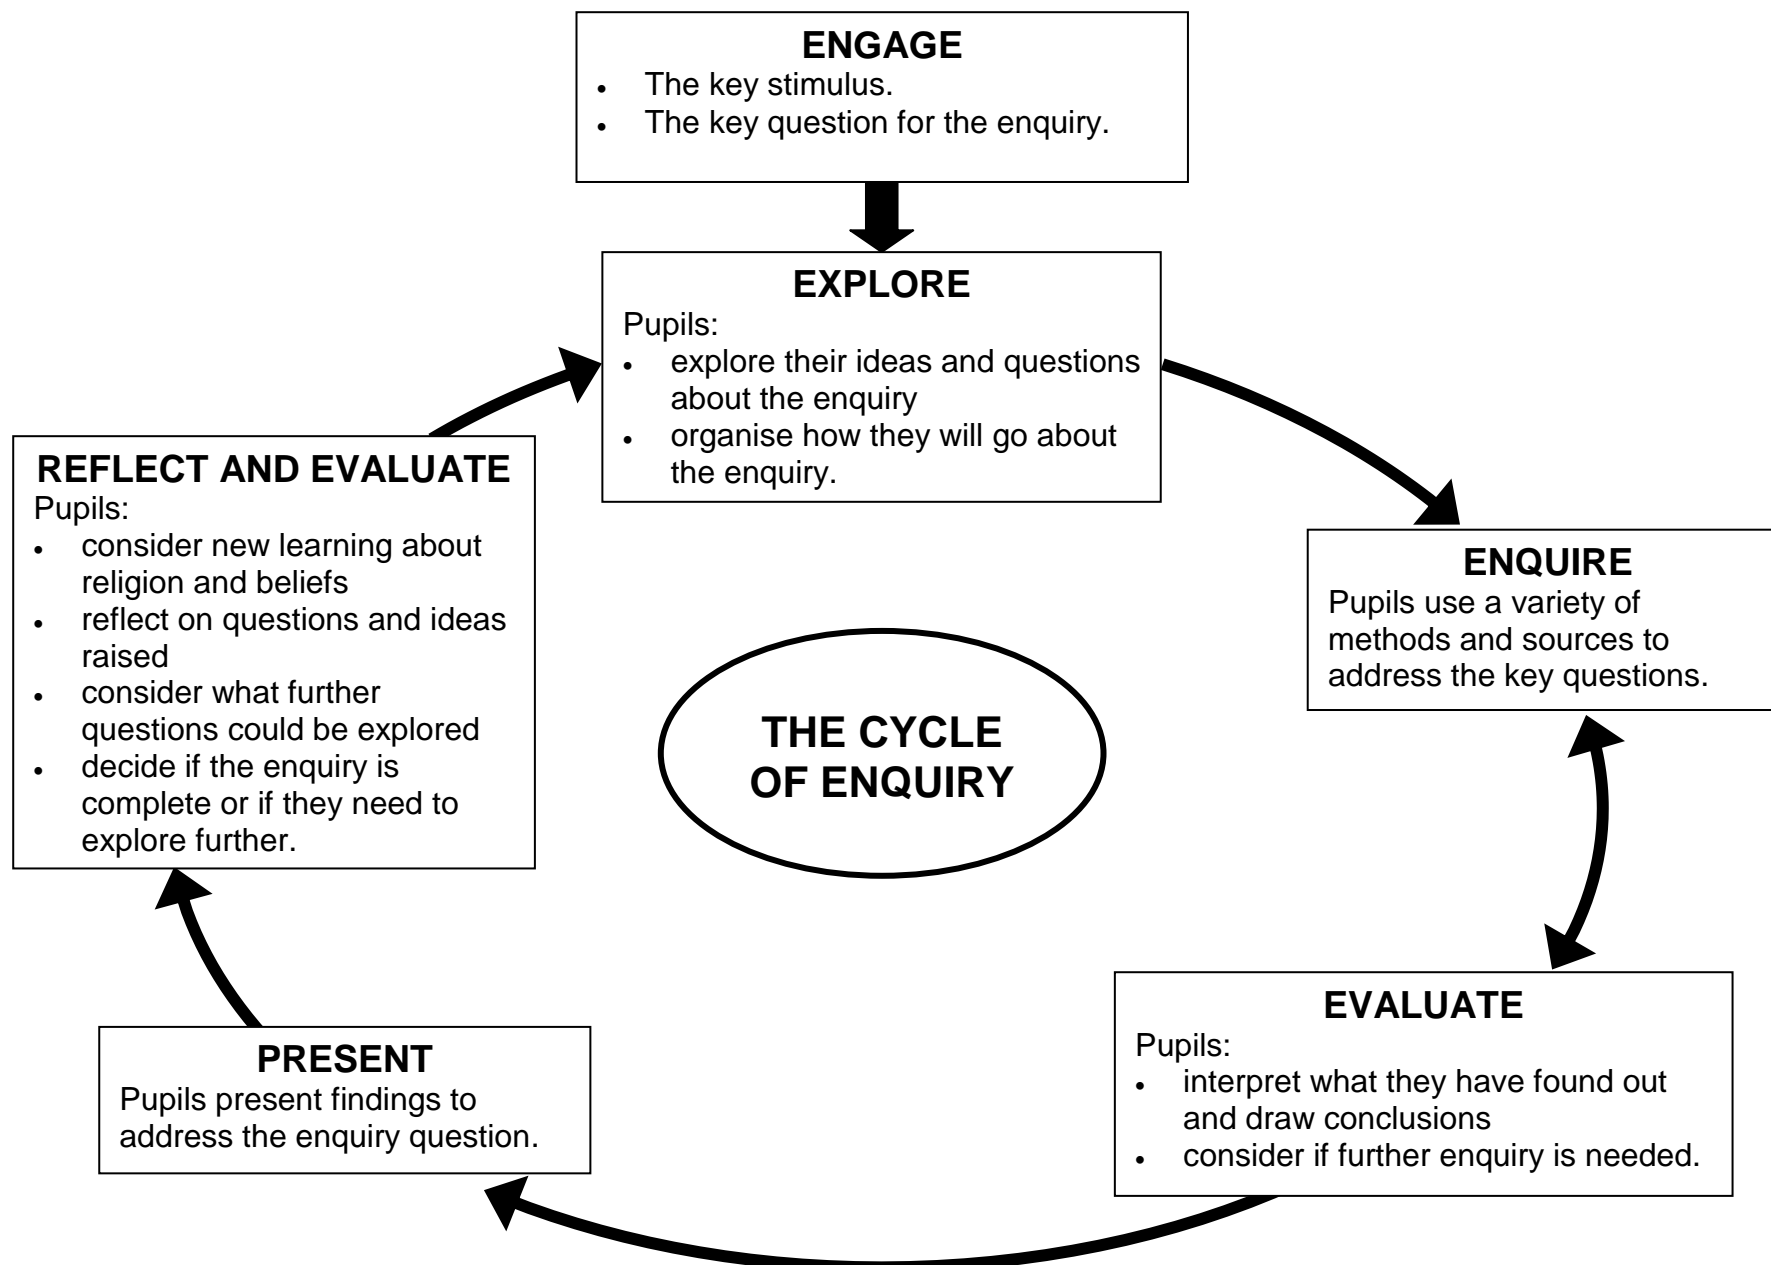 ENGAGE
• The key stimulus.
• The key question for the enquiry.
EXPLORE
Pupils:
• explore their ideas and questions
about the enquiry
• organise how they will go about
the enquiry.
ENQUIRE
Pupils use a variety of
methods and sources to
address the key questions.
EVALUATE
Pupils:
• interpret what they have found out
and draw conclusions
• consider if further enquiry is needed.
PRESENT
Pupils present findings to
address the enquiry question.
REFLECT AND EVALUATE
Pupils:
• consider new learning about
religion and beliefs
• reflect on questions and ideas
raised
• consider what further
questions could be explored
• decide if the enquiry is
complete or if they need to
explore further.
THE CYCLE
OF ENQUIRY